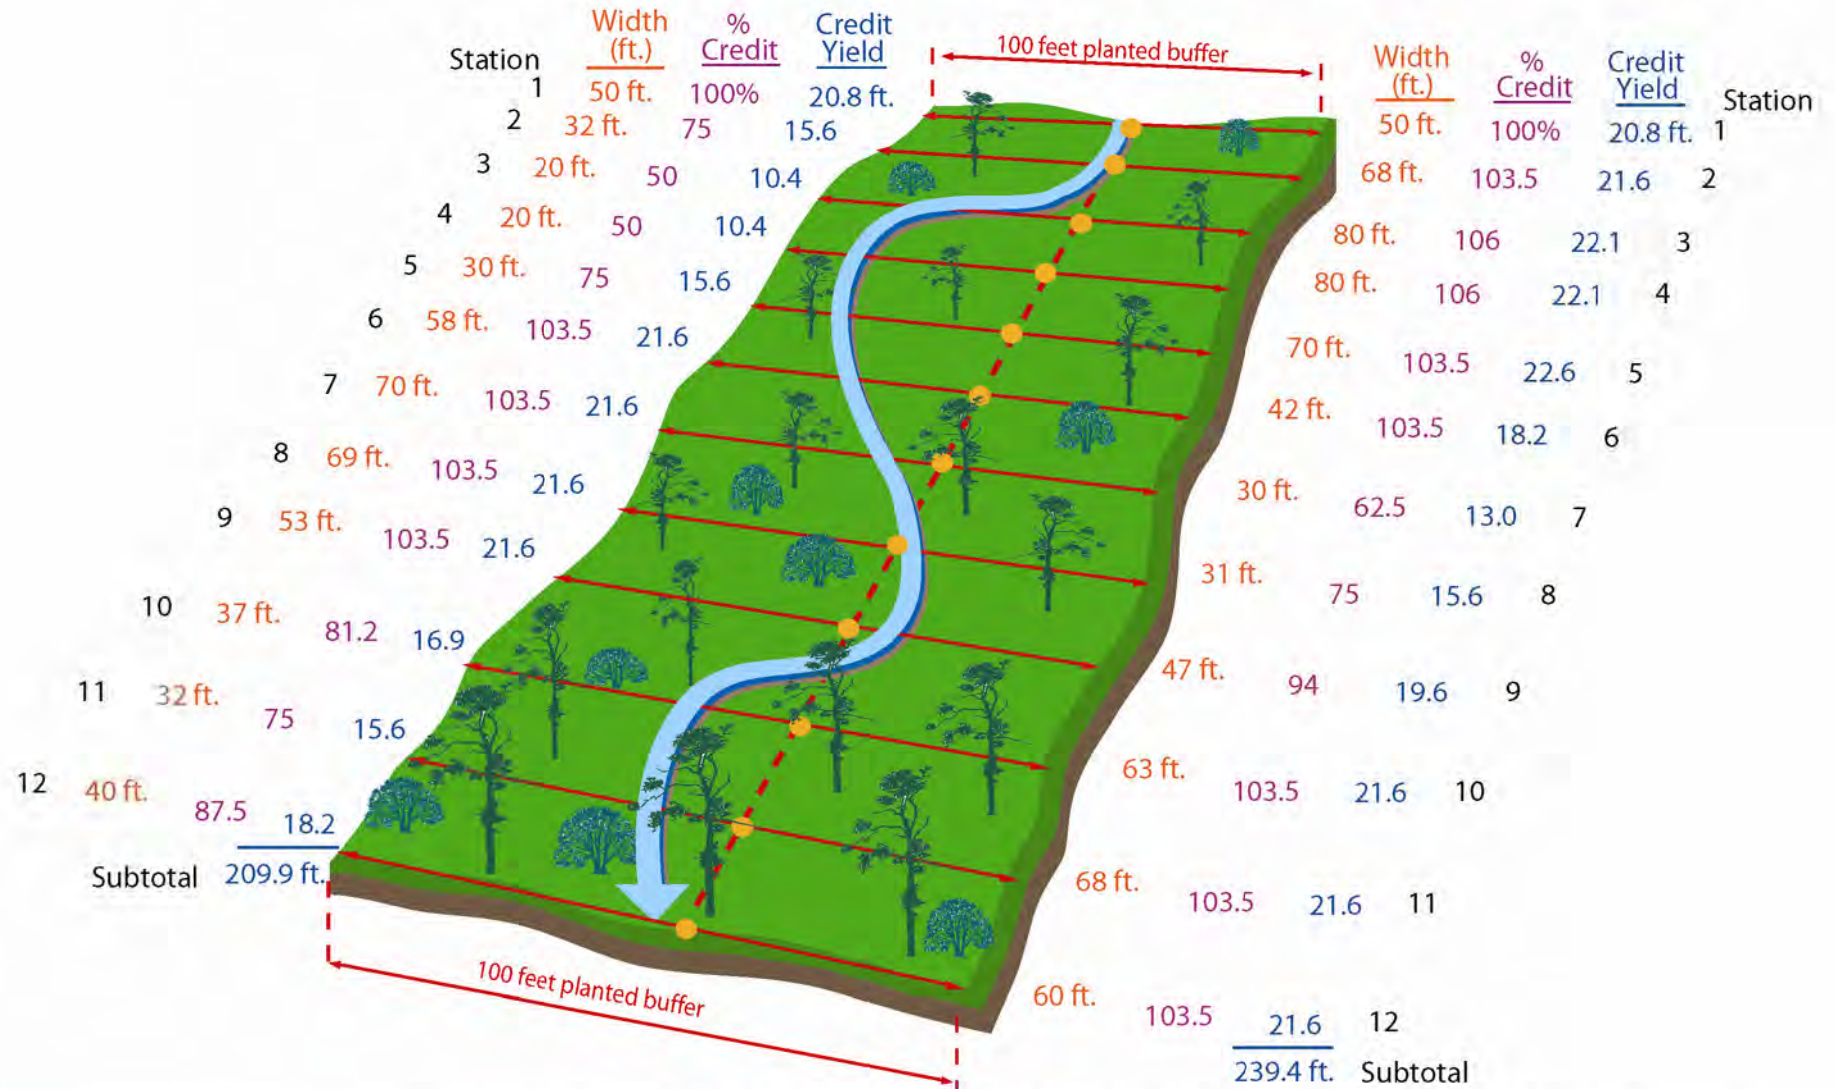 Station Width (ft.) % Credit Credit Yield
1 50 ft. 100% 20.8 ft.
2 32 ft. 75 15.6
3 20 ft. 50 10.4
4 20 ft. 50 10.4
5 30 ft. 75 15.6
6 58 ft. 103.5 21.6
7 70 ft. 103.5 21.6
8 69 ft. 103.5 21.6
9 53 ft. 103.5 21.6
10 37 ft. 81.2 16.9
11 32 ft. 75 15.6
12 40 ft. 87.5 18.2
Subtotal 209.9 ft.
100 feet planted buffer
100 feet planted buffer
Width (ft.) % Credit Credit Yield Station
50 ft. 100% 20.8 ft. 1
68 ft. 103.5 21.6 2
80 ft. 106 22.1 3
80 ft. 106 22.1 4
70 ft. 103.5 22.6 5
42 ft. 103.5 18.2 6
30 ft. 62.5 13.0 7
31 ft. 75 15.6 8
47 ft. 94 19.6 9
63 ft. 103.5 21.6 10
68 ft. 103.5 21.6 11
60 ft. 103.5 21.6 12
239.4 ft. Subtotal